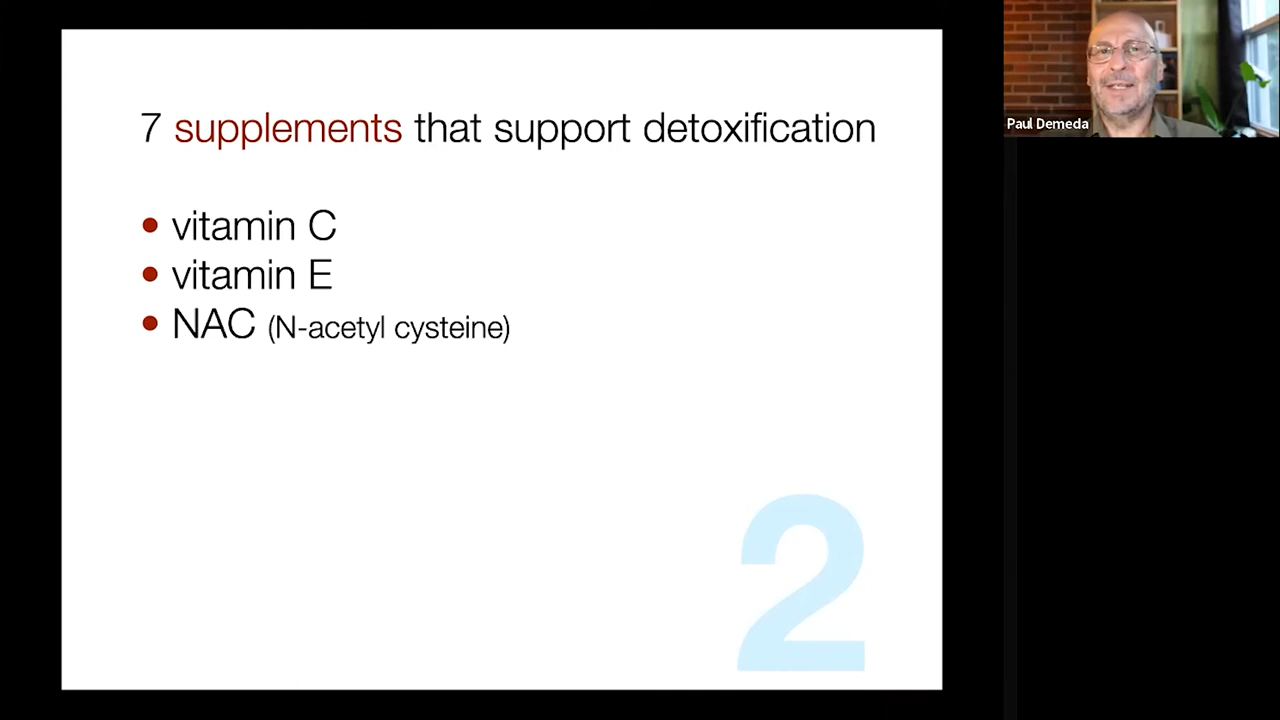 7 supplements that support detoxification
• vitamin C
• vitamin E
• NAC (N-acetyl cysteine)
2
Paul Demeda